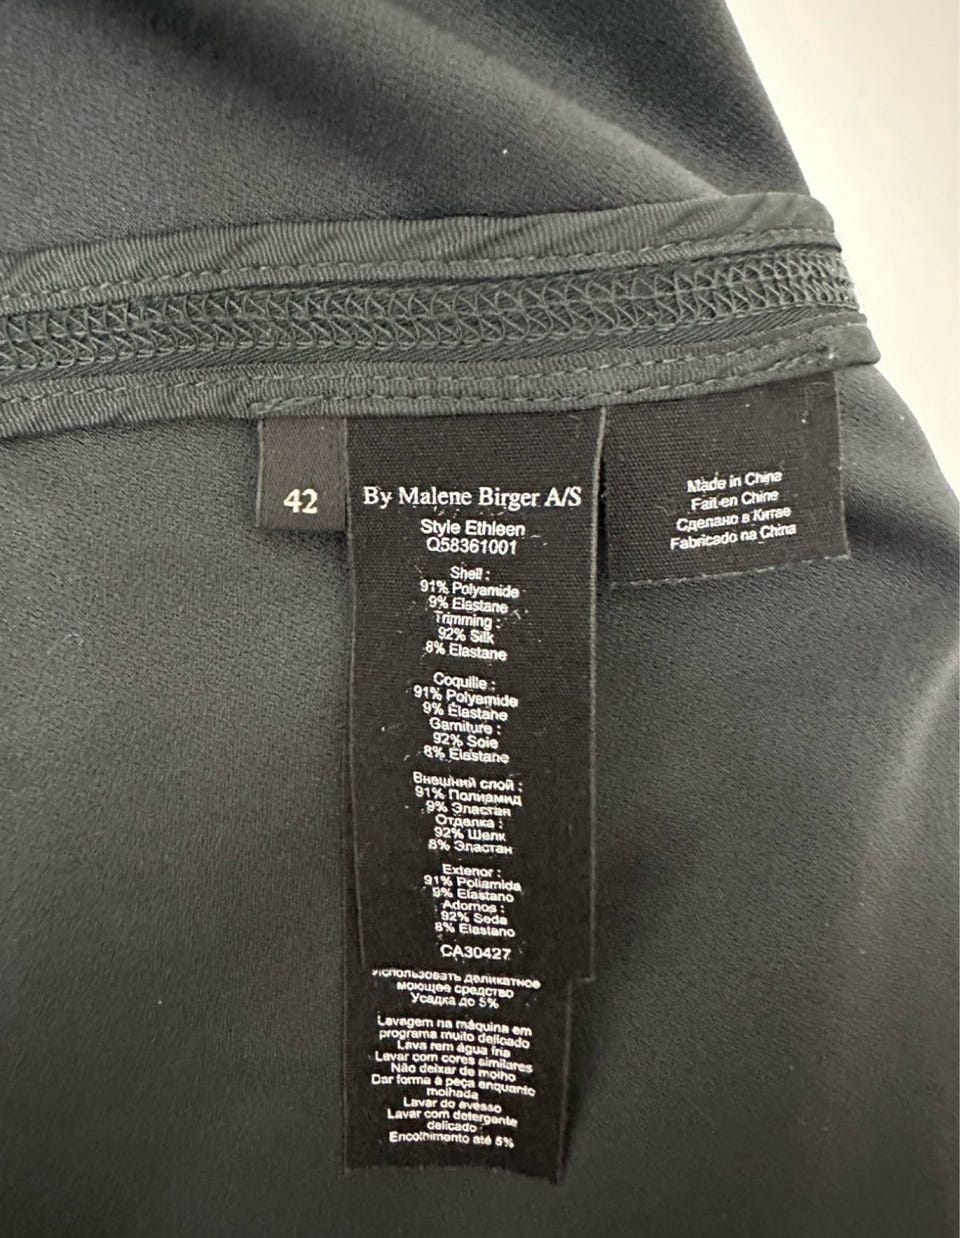 42
By Malene Birger A/S
Style Ethleen
Q58361001
Shell :
91% Polyamide
9% Elastane
Trimming :
92% Silk
8% Elastane
Coquille :
91% Polyamide
9% Élastane
Garniture :
92% Soie
8% Élastane
Внешний слой :
91% Полиамид
9% Эластан
Отделка :
92% Шелк
8% Эластан
Exterior :
91% Poliamida
9% Elastano
Adornos :
92% Seda
8% Elastano
CA30427
Использовать деликатное
моющее средство
Усадка до 5%
Lavagem na máquina em
programa muito delicado
Lava rem água fria
Lavar com cores similares
Não deixar de molho
Dar forma à peça enquanto
molhada
Lavar do avesso
Lavar com detergente
delicado
Encolhimento até 5%
Made in China
Fait en Chine
Сделано в Китае
Fabricado na China